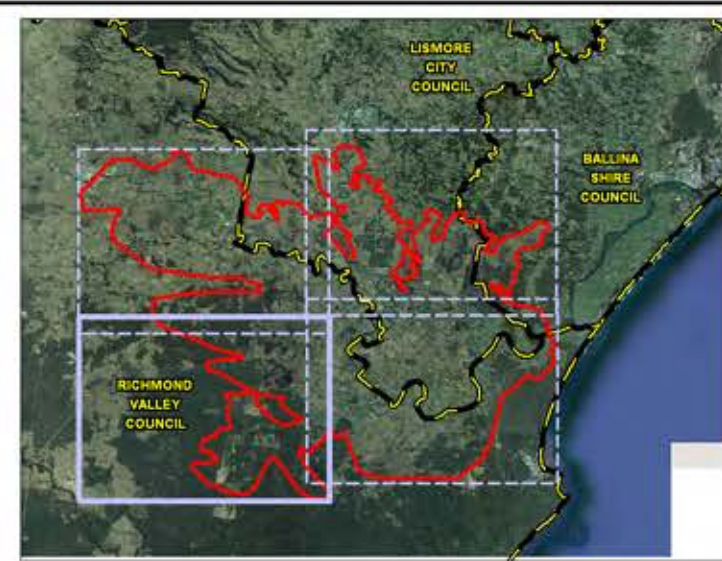 LISMORE
CITY
COUNCIL
BALLINA
SHIRE
COUNCIL
RICHMOND
VALLEY
COUNCIL